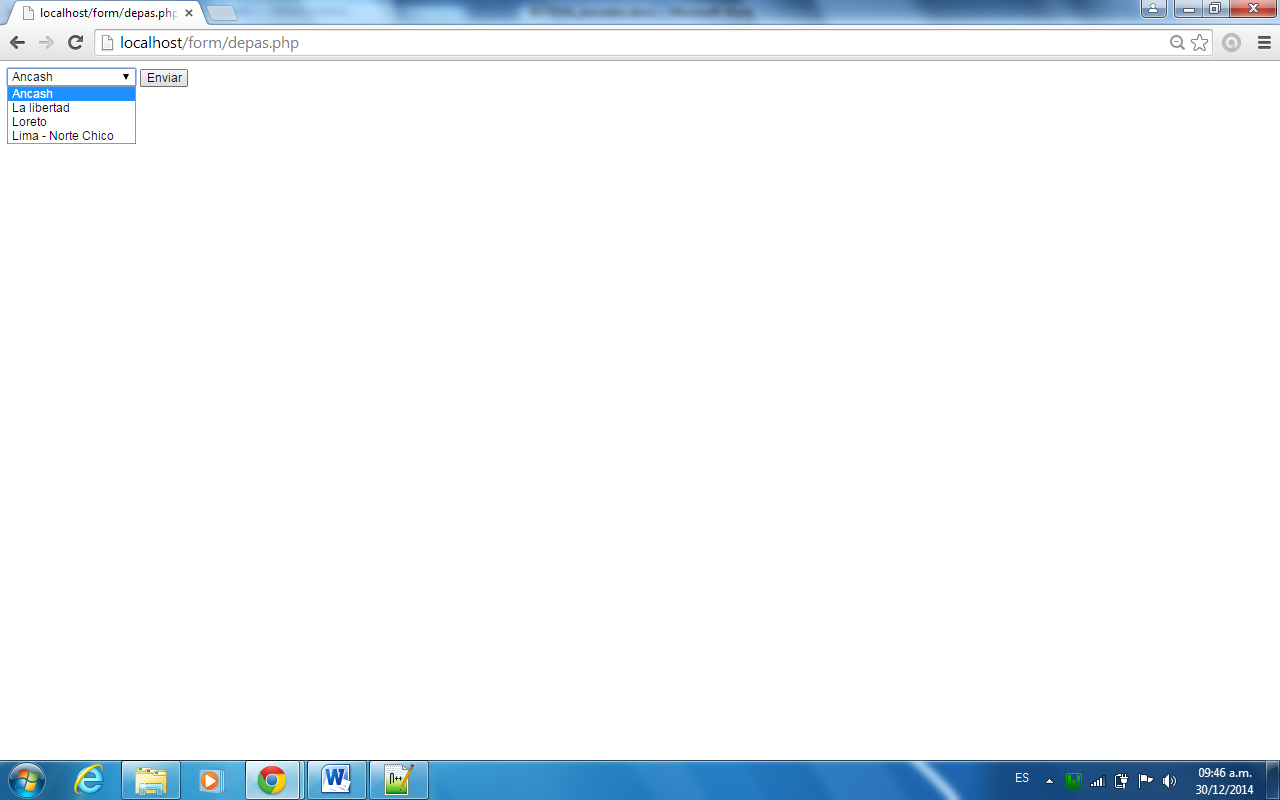 localhost/form/depas.php
localhost/form/depas.php
Ancash
Enviar
Ancash
La libertad
Loreto
Lima - Norte Chico
ES
09:46 a.m.
30/12/2014